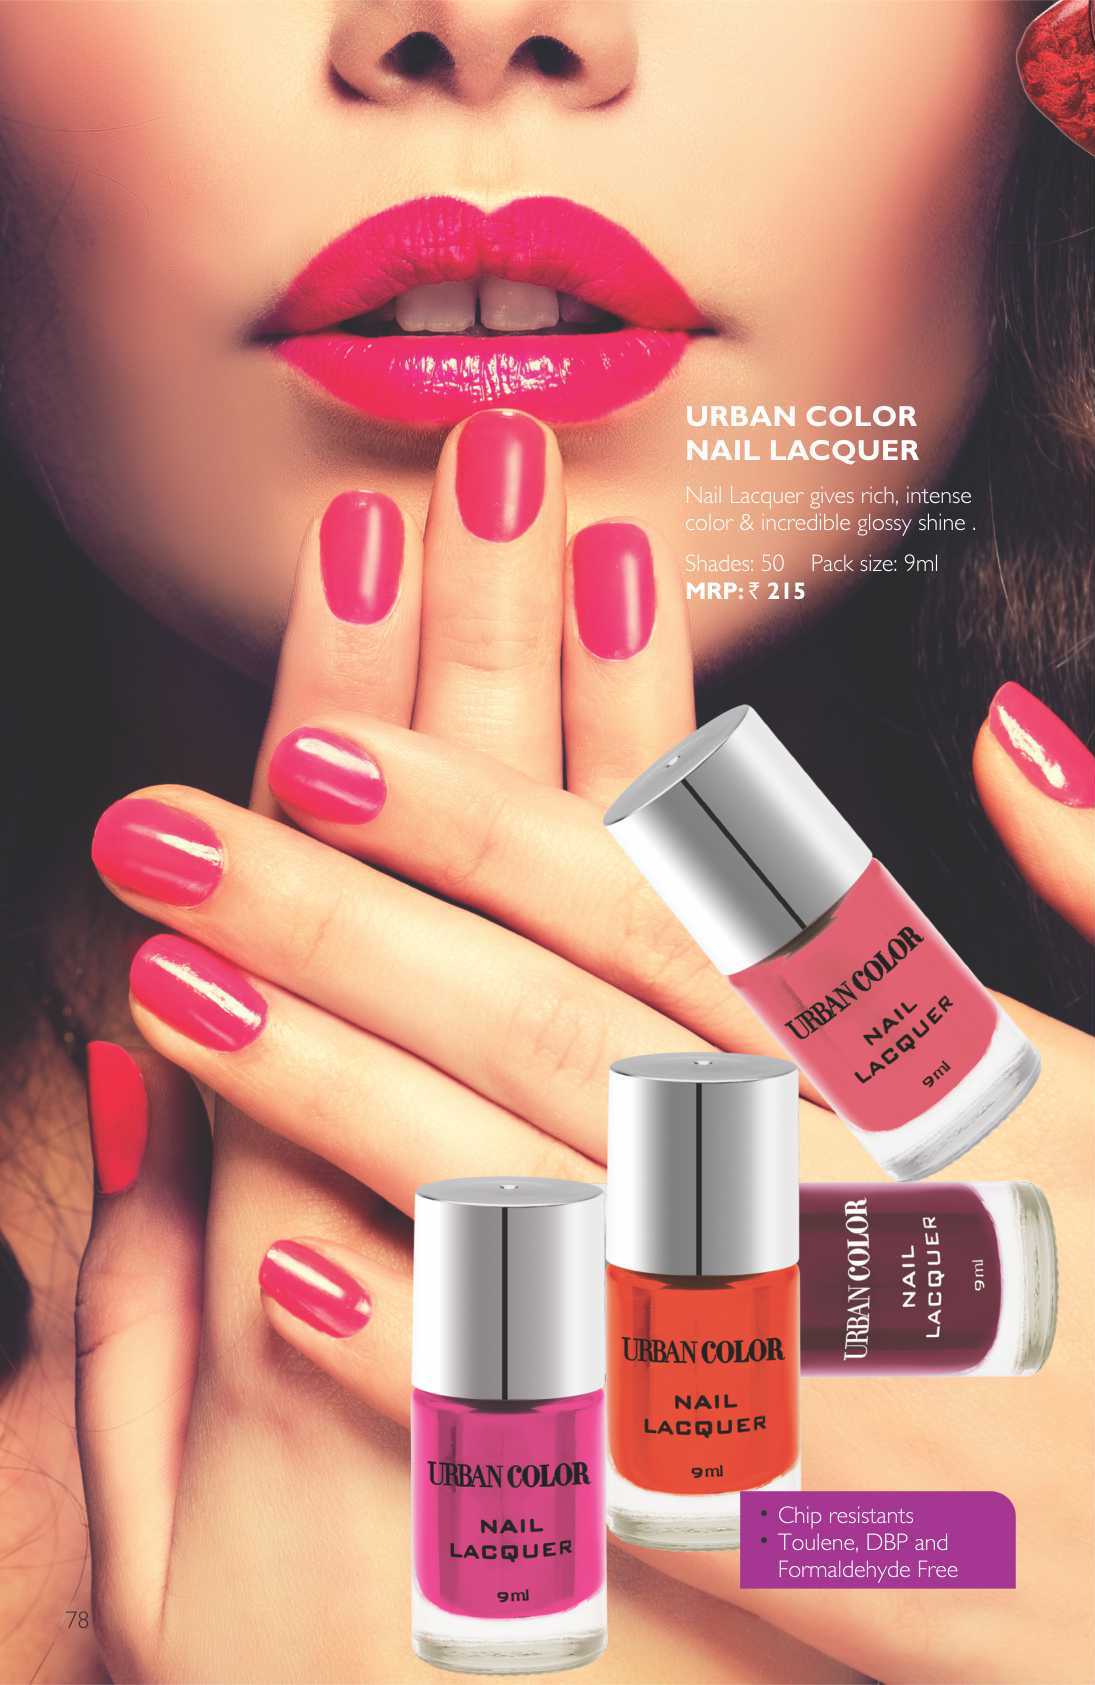 URBAN COLOR
NAIL LACQUER
Nail Lacquer gives rich, intense
color & incredible glossy shine .
Shades: 50 Pack size: 9ml
MRP: ₹ 215
URBAN COLOR
NAIL
LACQUER
9ml
URBAN COLOR
NAIL
LACQUER
9ml
URBAN COLOR
NAIL
LACQUER
9ml
URBAN COLOR
NAIL
LACQUER
9ml
• Chip resistants
• Toulene, DBP and
Formaldehyde Free
78